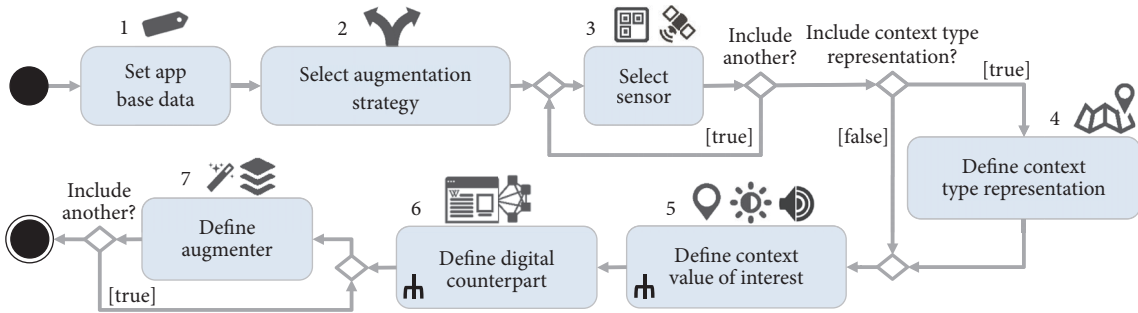 1
Set app
base data
2
Select augmentation
strategy
3
Select
sensor
Include
another?
[true]
Include context type
representation?
[true]
[false]
4
Define context
type representation
5
Define context
value of interest
6
W
Define digital
counterpart
7
Define
augmenter
Include
another?
[true]